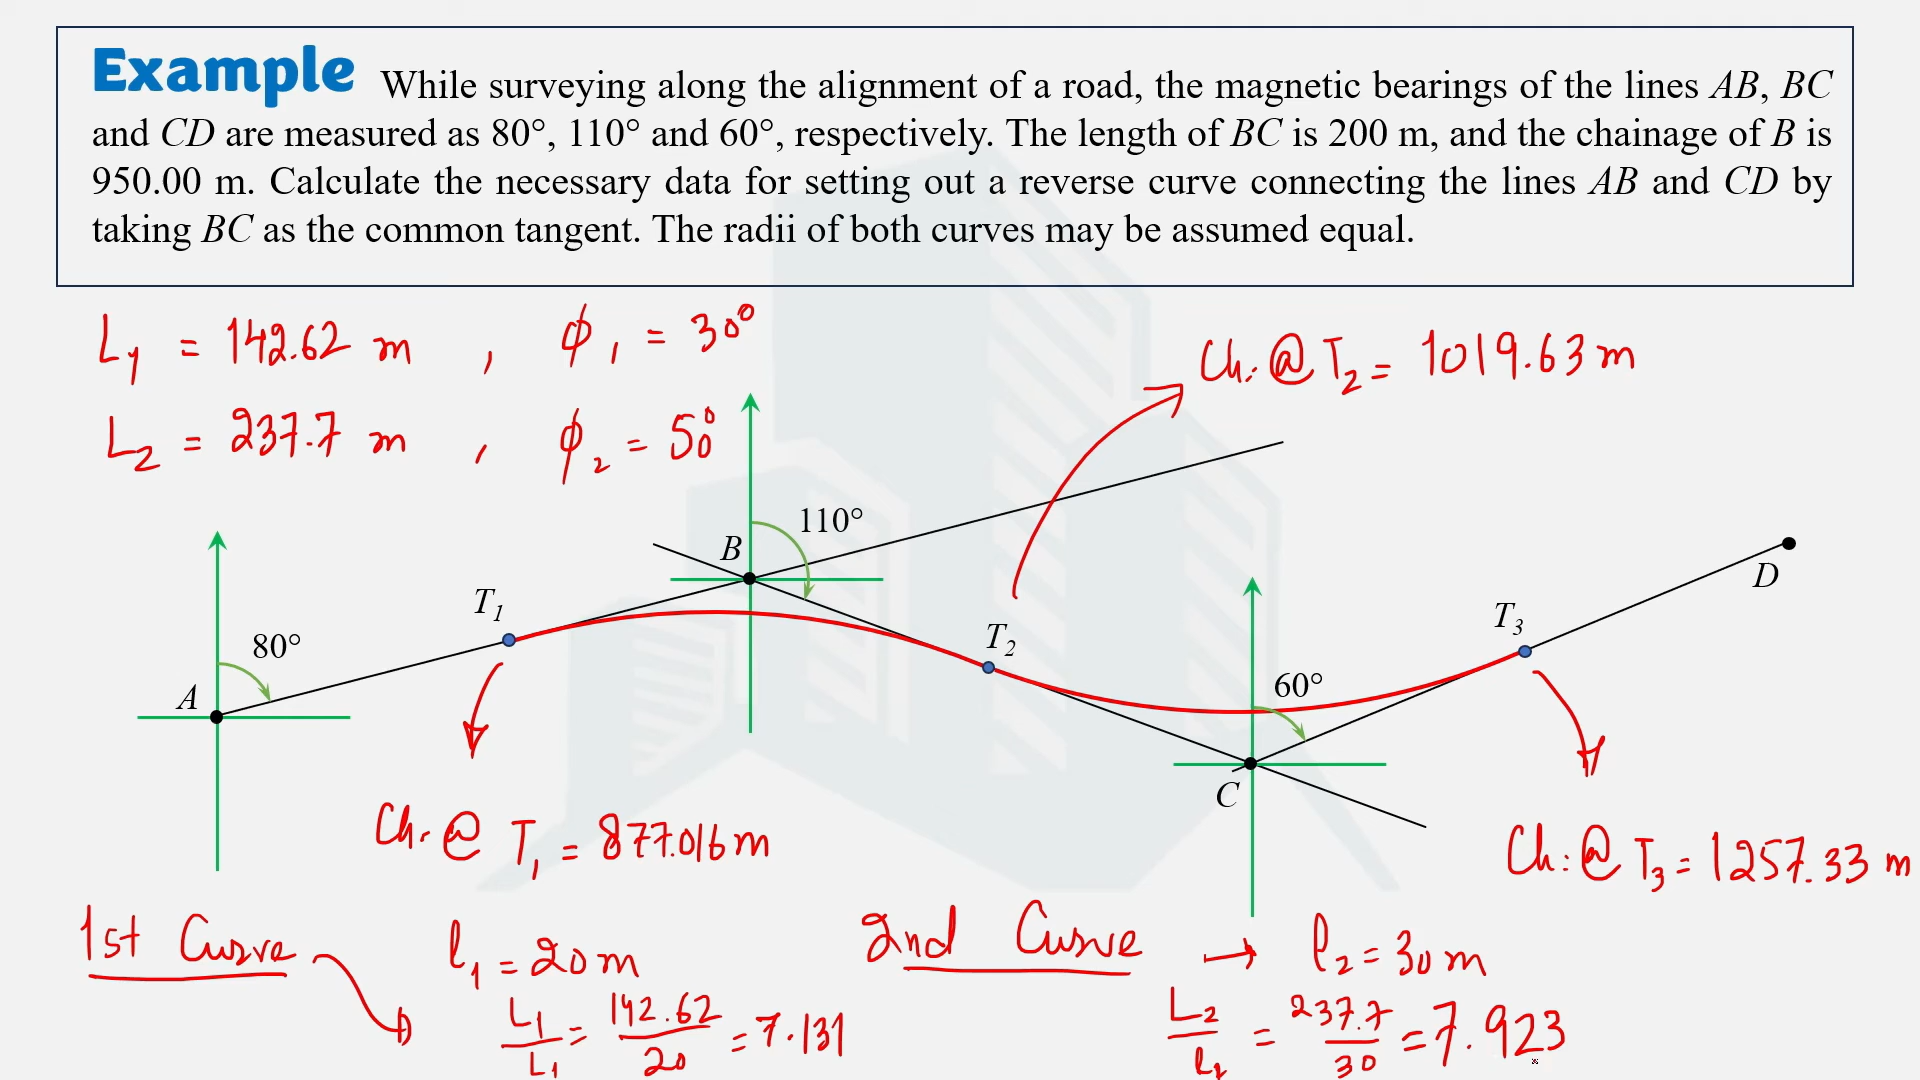 Example While surveying along the alignment of a road, the magnetic bearings of the lines AB, BC
and CD are measured as 80°, 110° and 60°, respectively. The length of BC is 200 m, and the chainage of B is
950.00 m. Calculate the necessary data for setting out a reverse curve connecting the lines AB and CD by
taking BC as the common tangent. The radii of both curves may be assumed equal.
L₁ = 142.62 m , ϕ₁ = 30°
Ch. @ T₂ = 1019.63 m
L₂ = 237.7 m , ϕ₂ = 50°
110°
B
D
T₁
T₃
T₂
80°
60°
A
C
Ch. @ T₁ = 877.016 m
Ch. @ T₃ = 1257.33 m
1st Curve
l₁ = 20 m
L₁/L₁ = 142.62/20 = 7.131
2nd Curve → l₂ = 30 m
L₂/l₂ = 237.7/30 = 7.923